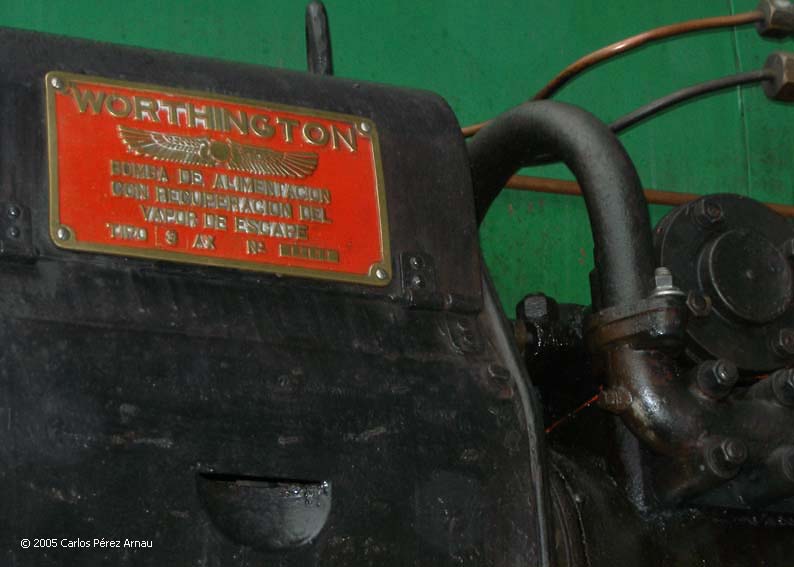 WORTHINGTON
BOMBA DE ALIMENTACION
CON RECUPERACION DEL
VAPOR DE ESCAPE
TIPO 3 AX Nº
© 2005 Carlos Pérez Arnau